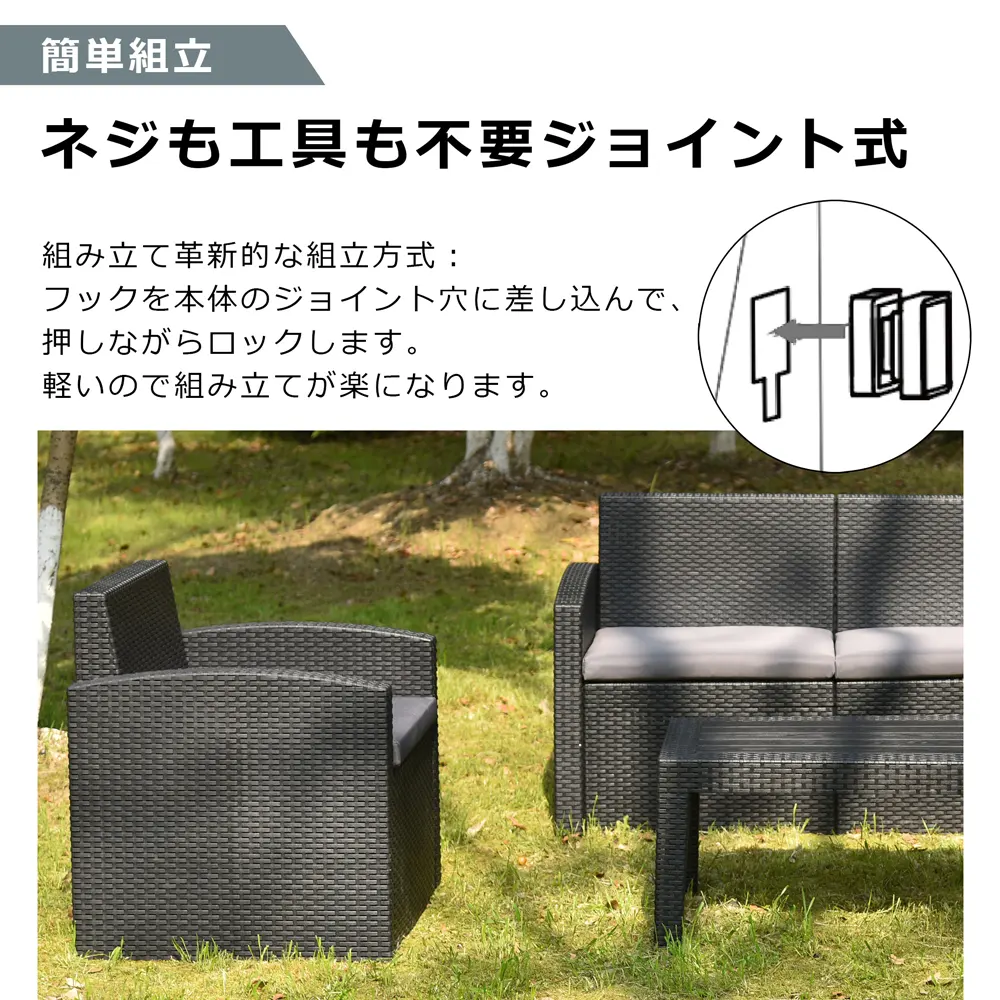 簡単組立
ネジも工具も不要ジョイント式
組み立て革新的な組立方式：
フックを本体のジョイント穴に差し込んで、
押しながらロックします。
軽いので組み立てが楽になります。